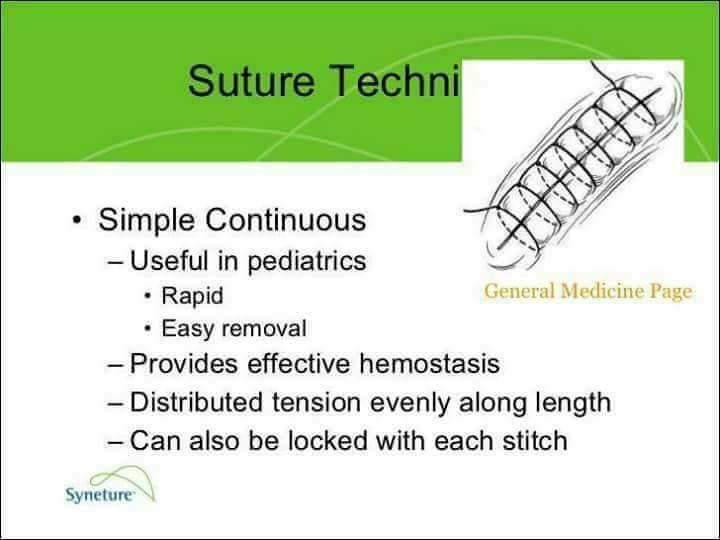 Suture Techni
• Simple Continuous
– Useful in pediatrics
• Rapid
• Easy removal
– Provides effective hemostasis
– Distributed tension evenly along length
– Can also be locked with each stitch
General Medicine Page
Syneture